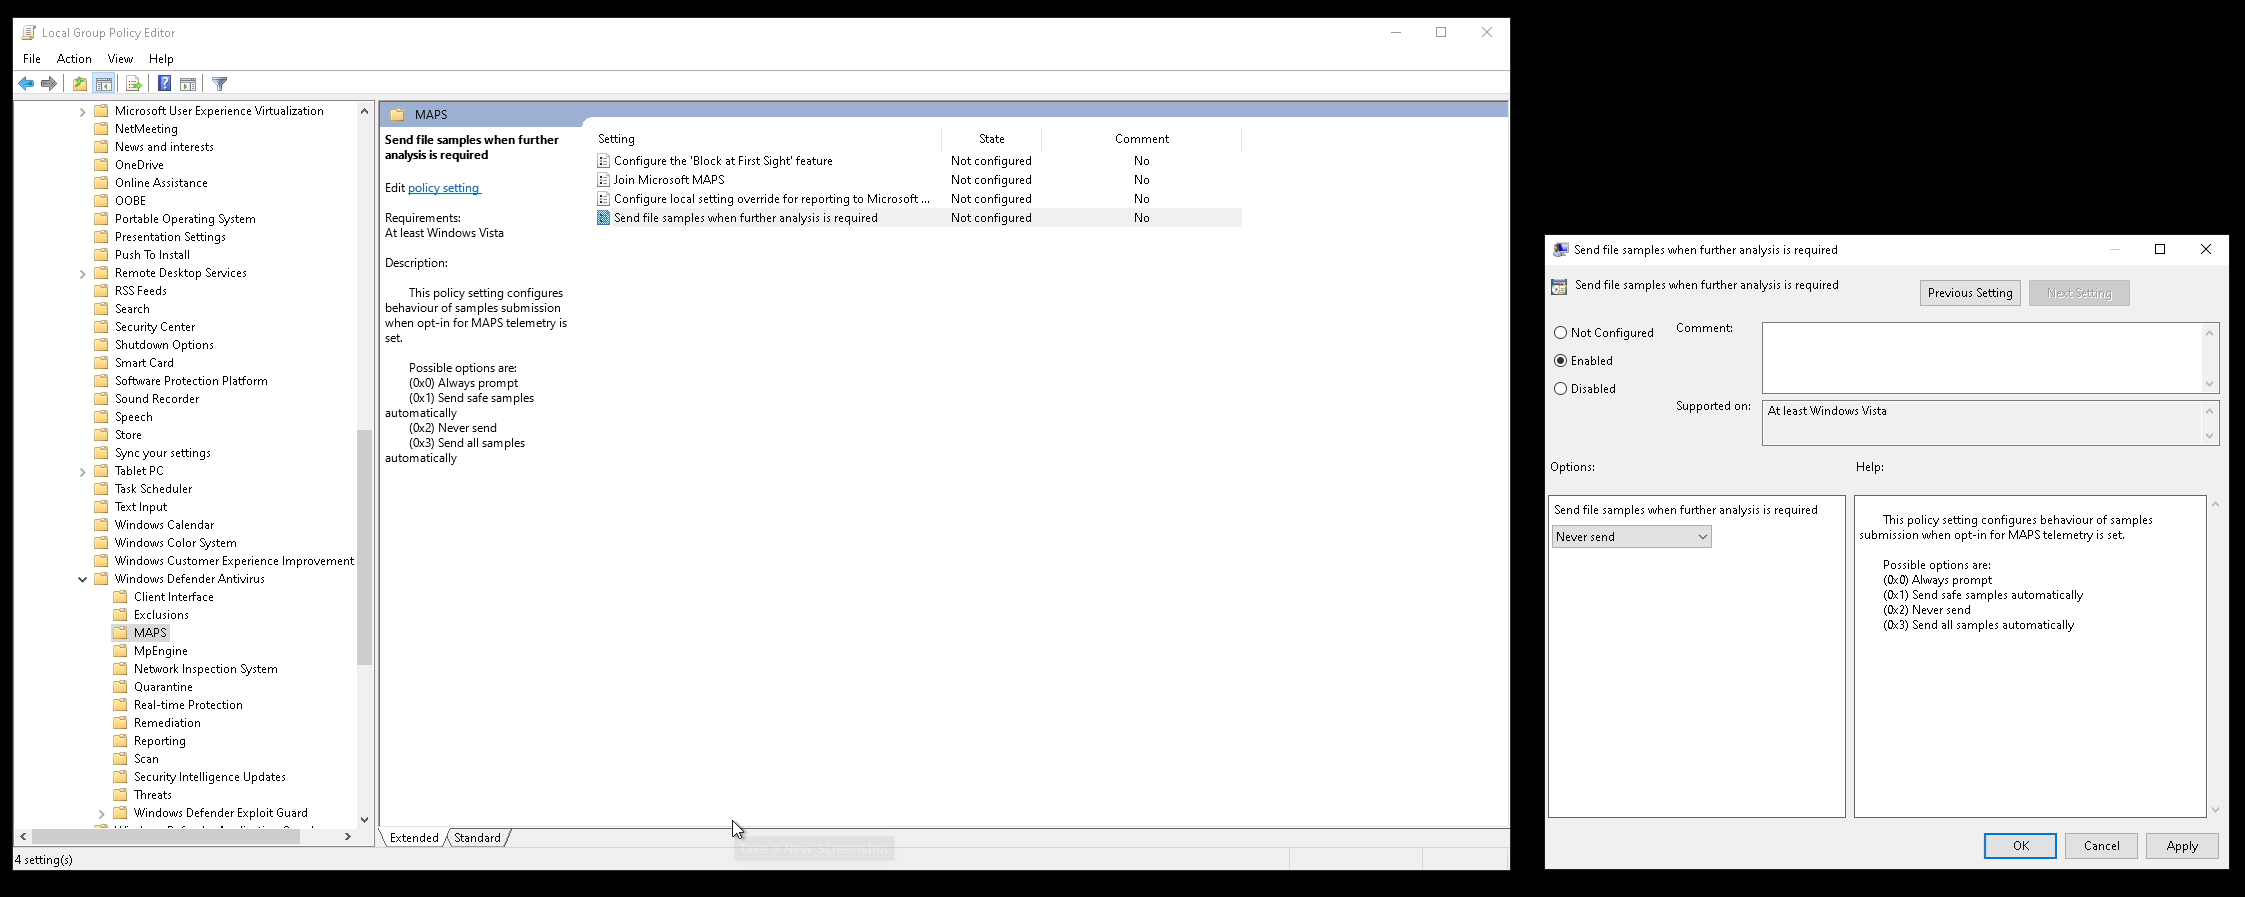 Local Group Policy Editor
File Action View Help
Microsoft User Experience Virtualization
NetMeeting
News and interests
OneDrive
Online Assistance
OOBE
Portable Operating System
Presentation Settings
Push To Install
Remote Desktop Services
RSS Feeds
Search
Security Center
Shutdown Options
Smart Card
Software Protection Platform
Sound Recorder
Speech
Store
Sync your settings
Tablet PC
Task Scheduler
Text Input
Windows Calendar
Windows Color System
Windows Customer Experience Improvement
Windows Defender Antivirus
Client Interface
Exclusions
MAPS
MpEngine
Network Inspection System
Quarantine
Real-time Protection
Remediation
Reporting
Scan
Security Intelligence Updates
Threats
Windows Defender Exploit Guard
4 setting(s)
MAPS
Send file samples when further
analysis is required
Edit policy setting
Requirements:
At least Windows Vista
Description:
This policy setting configures
behaviour of samples submission
when opt-in for MAPS telemetry is
set.
Possible options are:
(0x0) Always prompt
(0x1) Send safe samples
automatically
(0x2) Never send
(0x3) Send all samples
automatically
Setting State Comment
Configure the 'Block at First Sight' feature Not configured No
Join Microsoft MAPS Not configured No
Configure local setting override for reporting to Microsoft ... Not configured No
Send file samples when further analysis is required Not configured No
Extended Standard
Take a New Screenshot
Send file samples when further analysis is required
Send file samples when further analysis is required
Previous Setting Next Setting
Not Configured
Enabled
Disabled
Comment:
Supported on: At least Windows Vista
Options: Help:
Send file samples when further analysis is required
Never send
This policy setting configures behaviour of samples
submission when opt-in for MAPS telemetry is set.
Possible options are:
(0x0) Always prompt
(0x1) Send safe samples automatically
(0x2) Never send
(0x3) Send all samples automatically
OK Cancel Apply